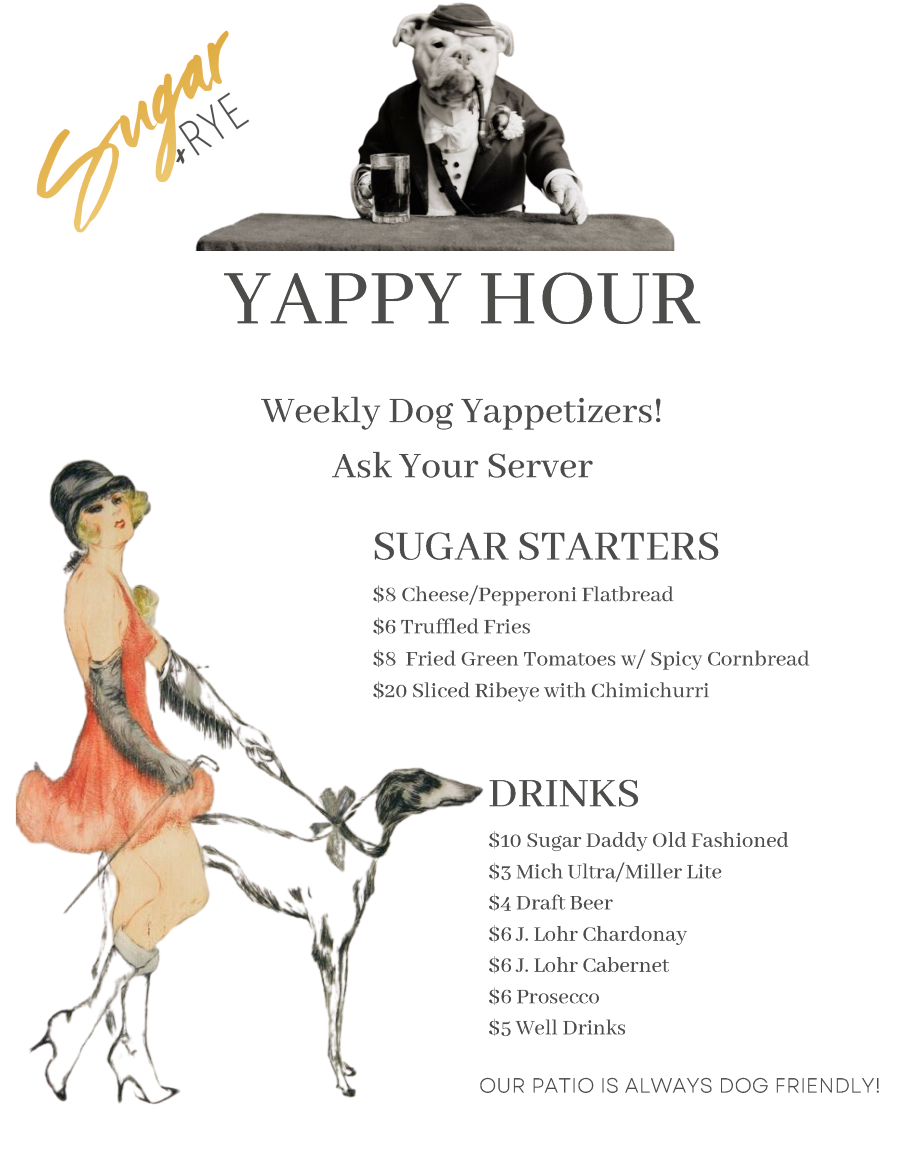 Sugar
+RYE
YAPPY HOUR
Weekly Dog Yappetizers!
Ask Your Server
SUGAR STARTERS
$8 Cheese/Pepperoni Flatbread
$6 Truffled Fries
$8 Fried Green Tomatoes w/ Spicy Cornbread
$20 Sliced Ribeye with Chimichurri
DRINKS
$10 Sugar Daddy Old Fashioned
$3 Mich Ultra/Miller Lite
$4 Draft Beer
$6 J. Lohr Chardonay
$6 J. Lohr Cabernet
$6 Prosecco
$5 Well Drinks
OUR PATIO IS ALWAYS DOG FRIENDLY!